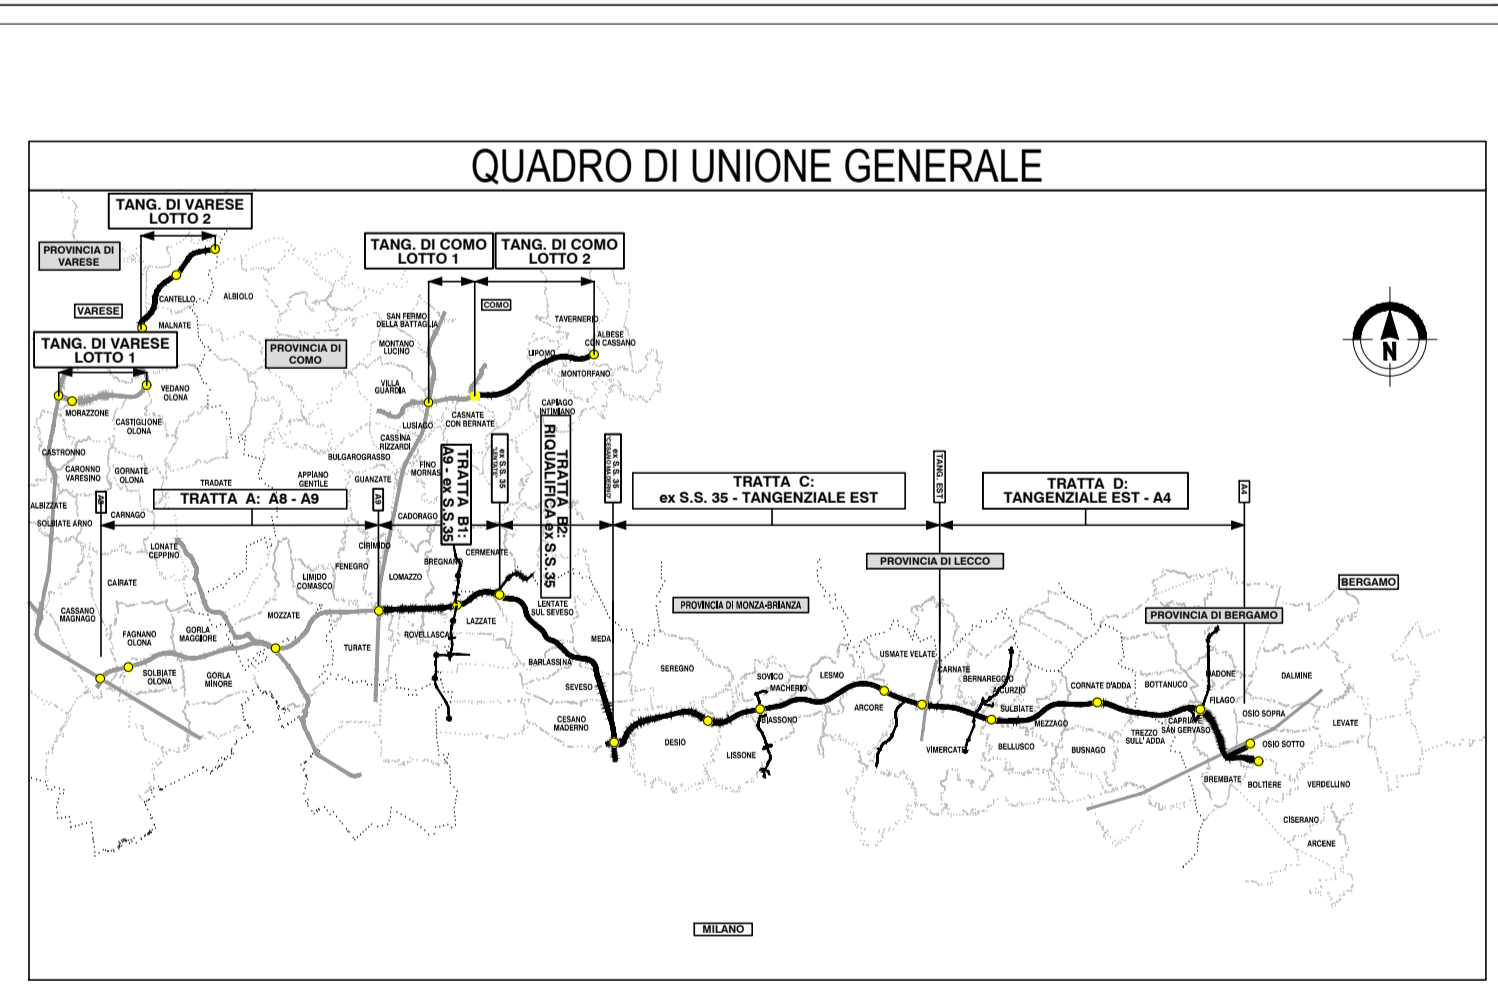 QUADRO DI UNIONE GENERALE
TANG. DI VARESE
LOTTO 2
PROVINCIA DI
VARESE
VARESE
CANTELLO
ALBIOLO
MALNATE
TANG. DI VARESE
LOTTO 1
PROVINCIA DI
COMO
TANG. DI COMO
LOTTO 1
TANG. DI COMO
LOTTO 2
COMO
SAN FERMO
DELLA BATTAGLIA
MONTANO
LUCINO
TAVERNERIO
ALBESE
CON CASSANO
LIPOMO
MONTORFANO
N
VILLA
GUARDIA
VEDANO
OLONA
MORAZZONE
CASTIGLIONE
OLONA
CASNATE
CON BERNATE
CAPIAGO
INTIMIANO
LUSIAGO
CASSINA
RIZZARDI
CASTRONNO
BULGAROGRASSO
FINO
MORNAS
CARONNO
VARESINO
GORNATE
OLONA
APPIANO
GENTILE
GUANZATE
TRADATE
ALBIZZATE
SOLBIATE ARNO
CARNAGO
A8
TRATTA A: A8 - A9
A9
CADORAGO
TRATTA B1:
A9 - ex S.S.35
ex S.S. 35
"LENTATE"
TRATTA B2:
RIQUALIFICA ex S.S.35
ex S.S. 35
"CESANO MADERNO"
TRATTA C:
ex S.S. 35 - TANGENZIALE EST
TANG. EST
TRATTA D:
TANGENZIALE EST - A4
A4
LONATE
CEPPINO
CIRIMIDO
FENEGRO
BREGNANO
CERMENATE
PROVINCIA DI LECCO
BERGAMO
CAIRATE
LIMIDO
COMASCO
LOMAZZO
LENTATE
SUL SEVESO
PROVINCIA DI MONZA-BRIANZA
PROVINCIA DI BERGAMO
CASSANO
MAGNAGO
MOZZATE
LAZZATE
FAGNANO
OLONA
GORLA
MAGGIORE
ROVELLASCA
TURATE
MEDA
BARLASSINA
SEVESO
SOLBIATE
OLONA
GORLA
MINORE
CESANO
MADERNO
SEREGNO
SOVICO
MACHERIO
LESMO
USMATE VELATE
CARNATE
BERNAREGGIO
AICURZIO
CORNATE D'ADDA
BOTTANUCO
MADONE
DALMINE
FILAGO
ARCORE
SULBIATE
MEZZAGO
BIASSONO
CAPRIATE
SAN GERVASO
OSIO SOPRA
LEVATE
DESIO
LISSONE
VIMERCATE
BELLUSCO
BUSNAGO
TREZZO
SULL' ADDA
OSIO SOTTO
BREMBATE
BOLTIERE
VERDELLINO
CISERANO
ARCENE
MILANO